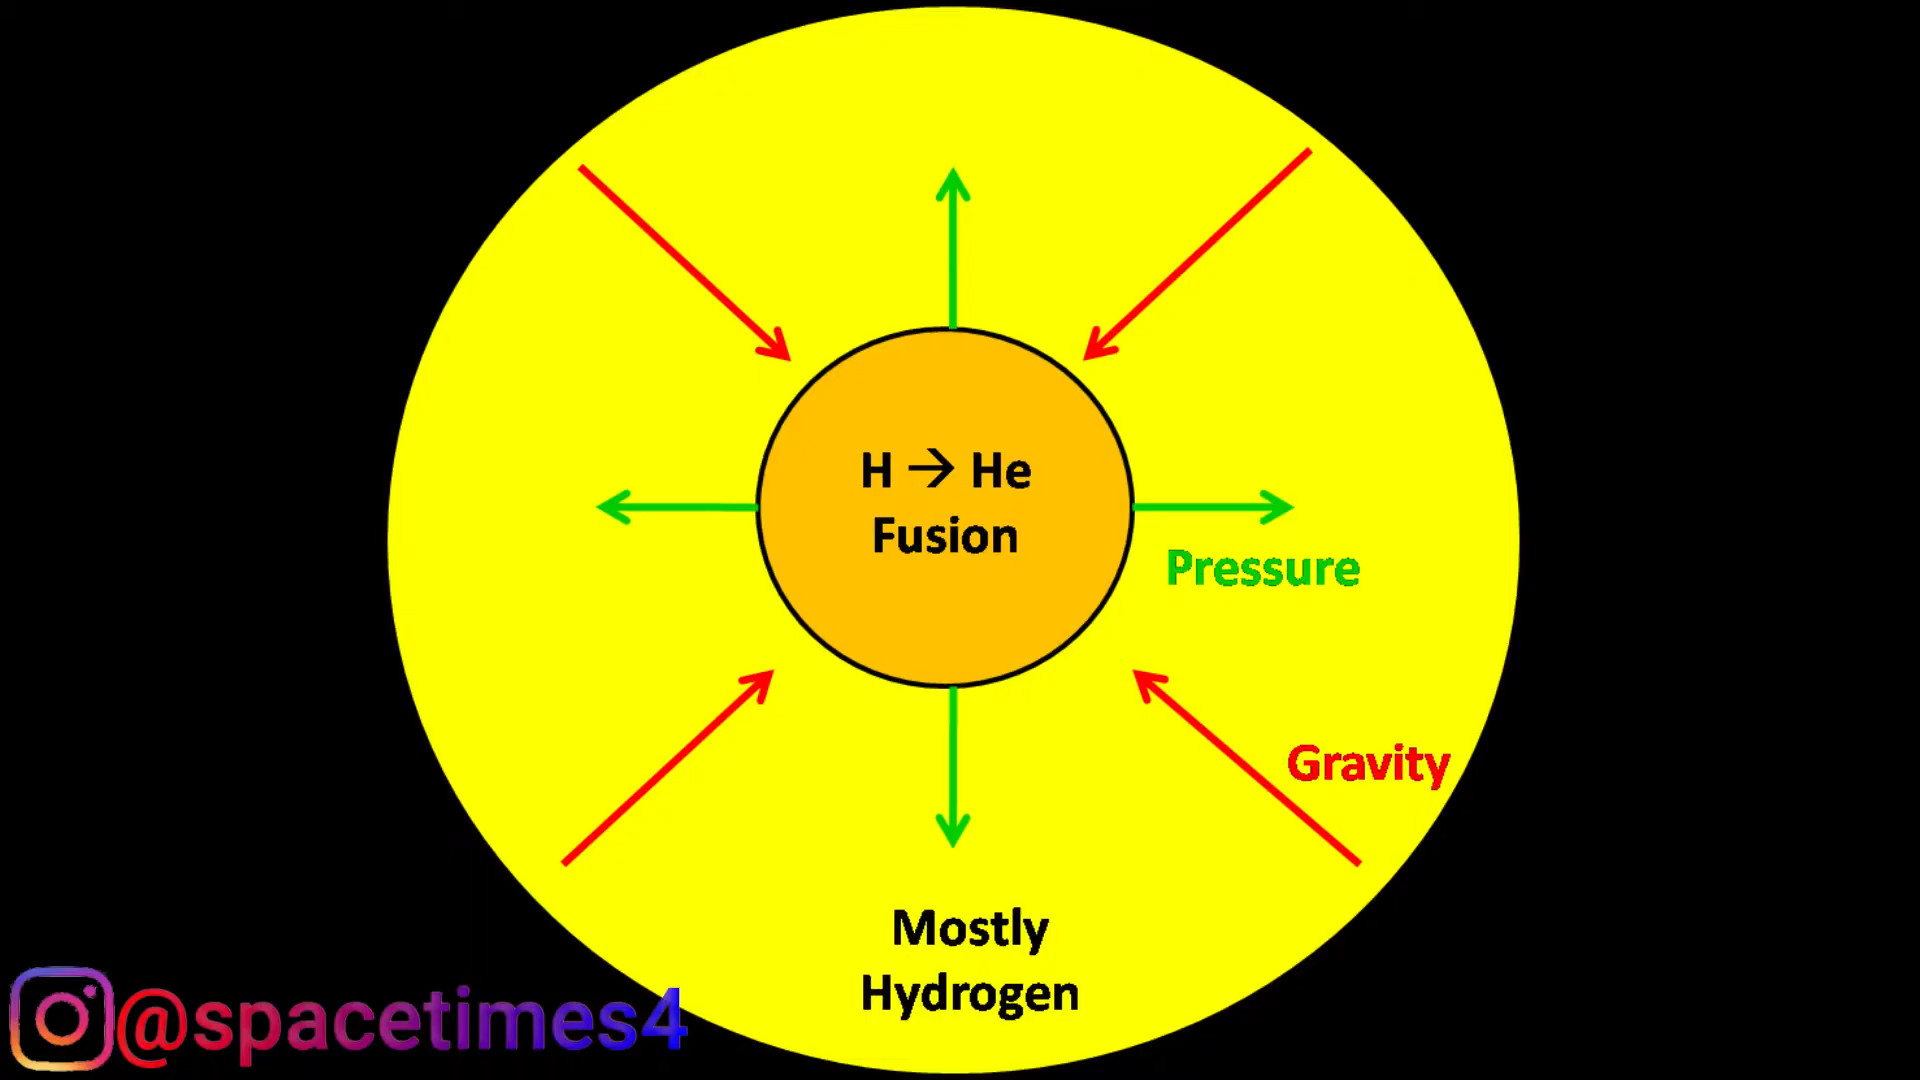 H → He
Fusion
Pressure
Gravity
Mostly
Hydrogen
@spacetimes4